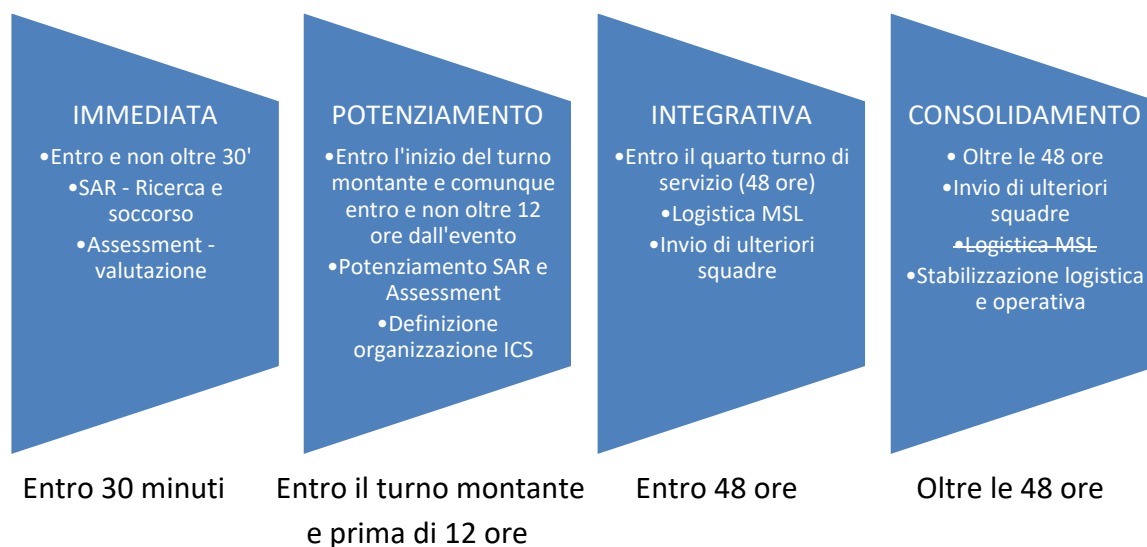 IMMEDIATA
•Entro e non oltre 30'
•SAR - Ricerca e
soccorso
•Assessment -
valutazione
POTENZIAMENTO
•Entro l'inizio del turno
montante e comunque
entro e non oltre 12
ore dall'evento
•Potenziamento SAR e
Assessment
•Definizione
organizzazione ICS
INTEGRATIVA
•Entro il quarto turno di
servizio (48 ore)
•Logistica MSL
•Invio di ulteriori
squadre
CONSOLIDAMENTO
• Oltre le 48 ore
•Invio di ulteriori
squadre
•Logistica MSL
•Stabilizzazione logistica
e operativa
Entro 30 minuti
Entro il turno montante
e prima di 12 ore
Entro 48 ore
Oltre le 48 ore